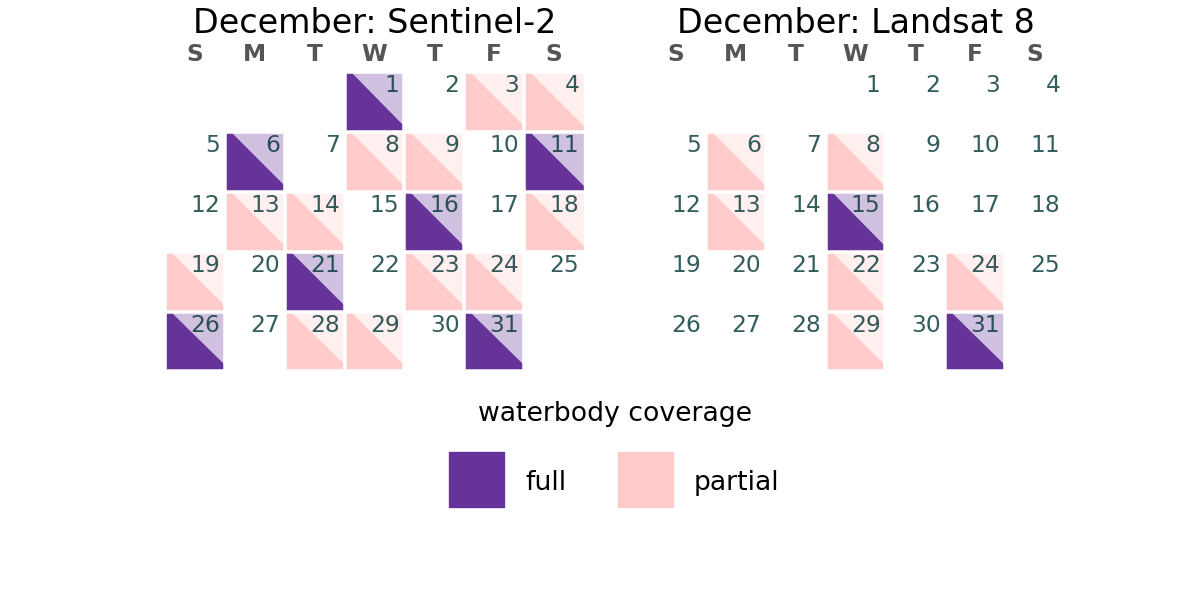 December: Sentinel-2
S M T W T F S
1 2 3 4
5 6 7 8 9 10 11
12 13 14 15 16 17 18
19 20 21 22 23 24 25
26 27 28 29 30 31
December: Landsat 8
S M T W T F S
1 2 3 4
5 6 7 8 9 10 11
12 13 14 15 16 17 18
19 20 21 22 23 24 25
26 27 28 29 30 31
waterbody coverage
full partial